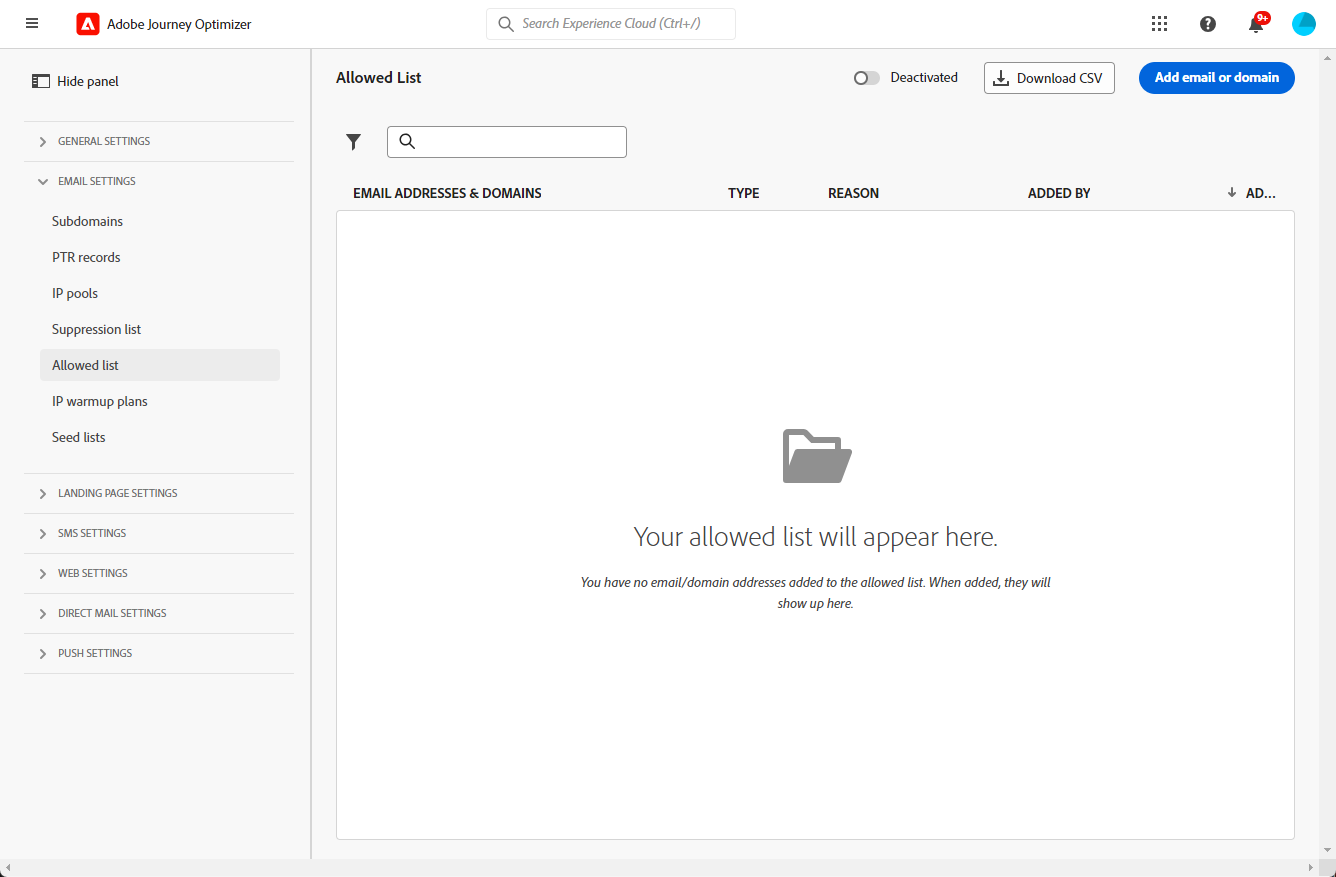 Adobe Journey Optimizer
Search Experience Cloud (Ctrl+/)
9+
Hide panel
GENERAL SETTINGS
EMAIL SETTINGS
Subdomains
PTR records
IP pools
Suppression list
Allowed list
IP warmup plans
Seed lists
LANDING PAGE SETTINGS
SMS SETTINGS
WEB SETTINGS
DIRECT MAIL SETTINGS
PUSH SETTINGS
Allowed List
Deactivated
Download CSV
Add email or domain
EMAIL ADDRESSES & DOMAINS TYPE REASON ADDED BY AD...
Your allowed list will appear here.
You have no email/domain addresses added to the allowed list. When added, they will
show up here.